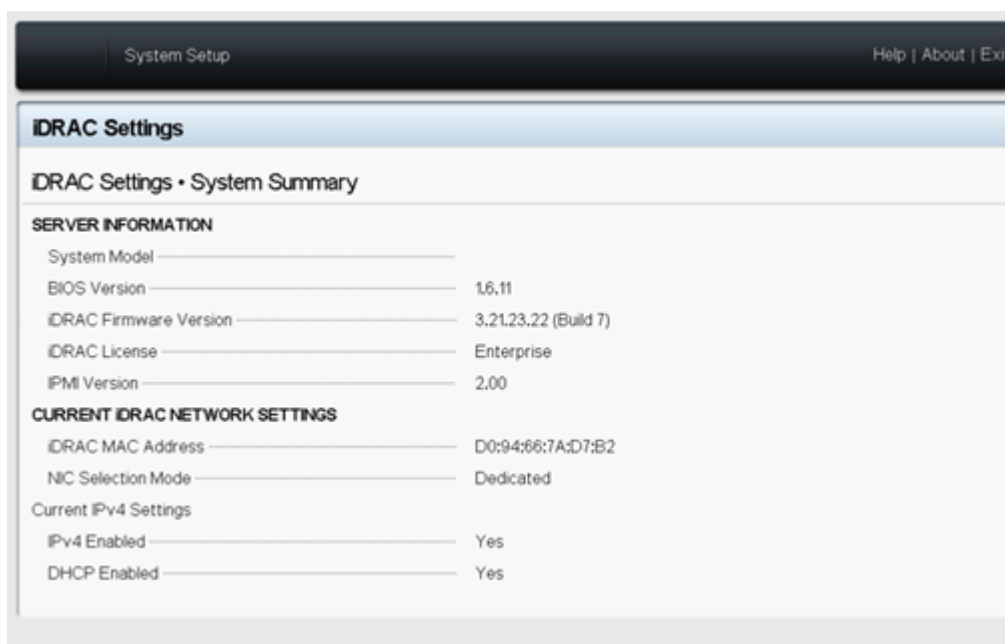 System Setup
Help | About | Exi
iDRAC Settings
iDRAC Settings • System Summary
SERVER INFORMATION
System Model
BIOS Version 1.6.11
iDRAC Firmware Version 3.21.23.22 (Build 7)
iDRAC License Enterprise
IPMI Version 2.00
CURRENT iDRAC NETWORK SETTINGS
iDRAC MAC Address D0:94:66:7A:D7:B2
NIC Selection Mode Dedicated
Current IPv4 Settings
IPv4 Enabled Yes
DHCP Enabled Yes